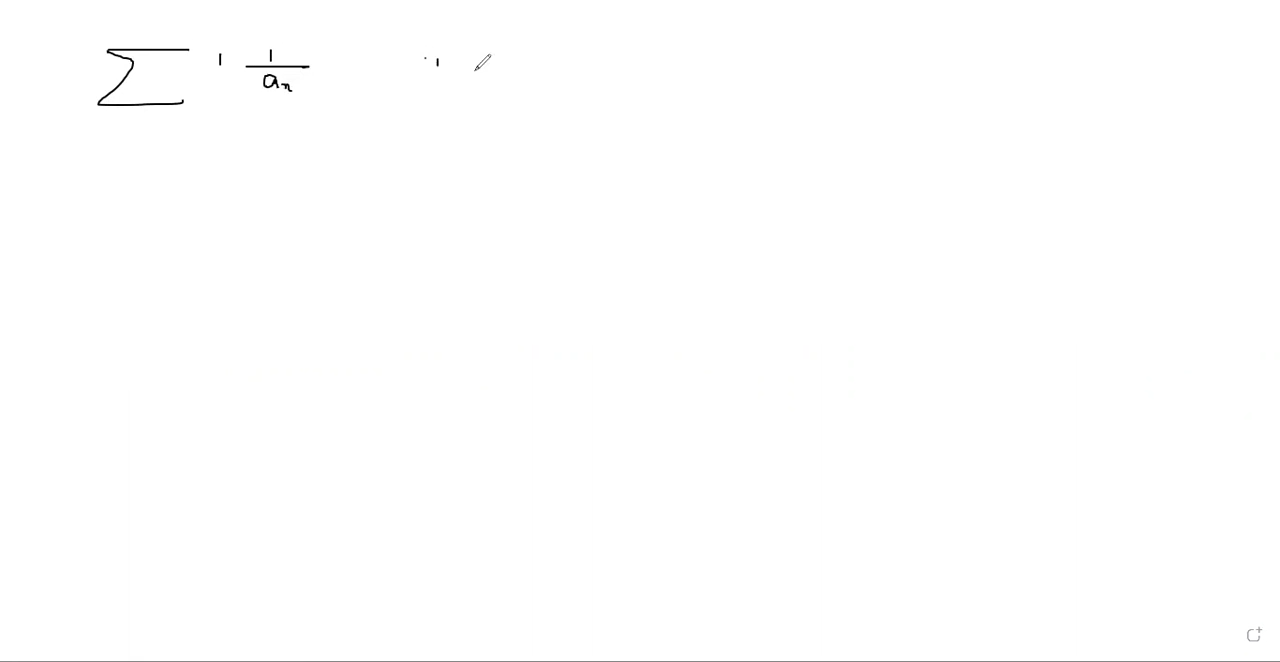 ∑ ' 1/aₙ